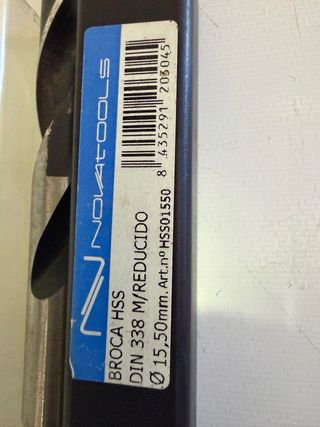 NOVATOOLS
BROCA HSS
DIN 338 M/REDUCIDO
Ø 15,50mm. Art.nº HSS01550
8 435291 203045